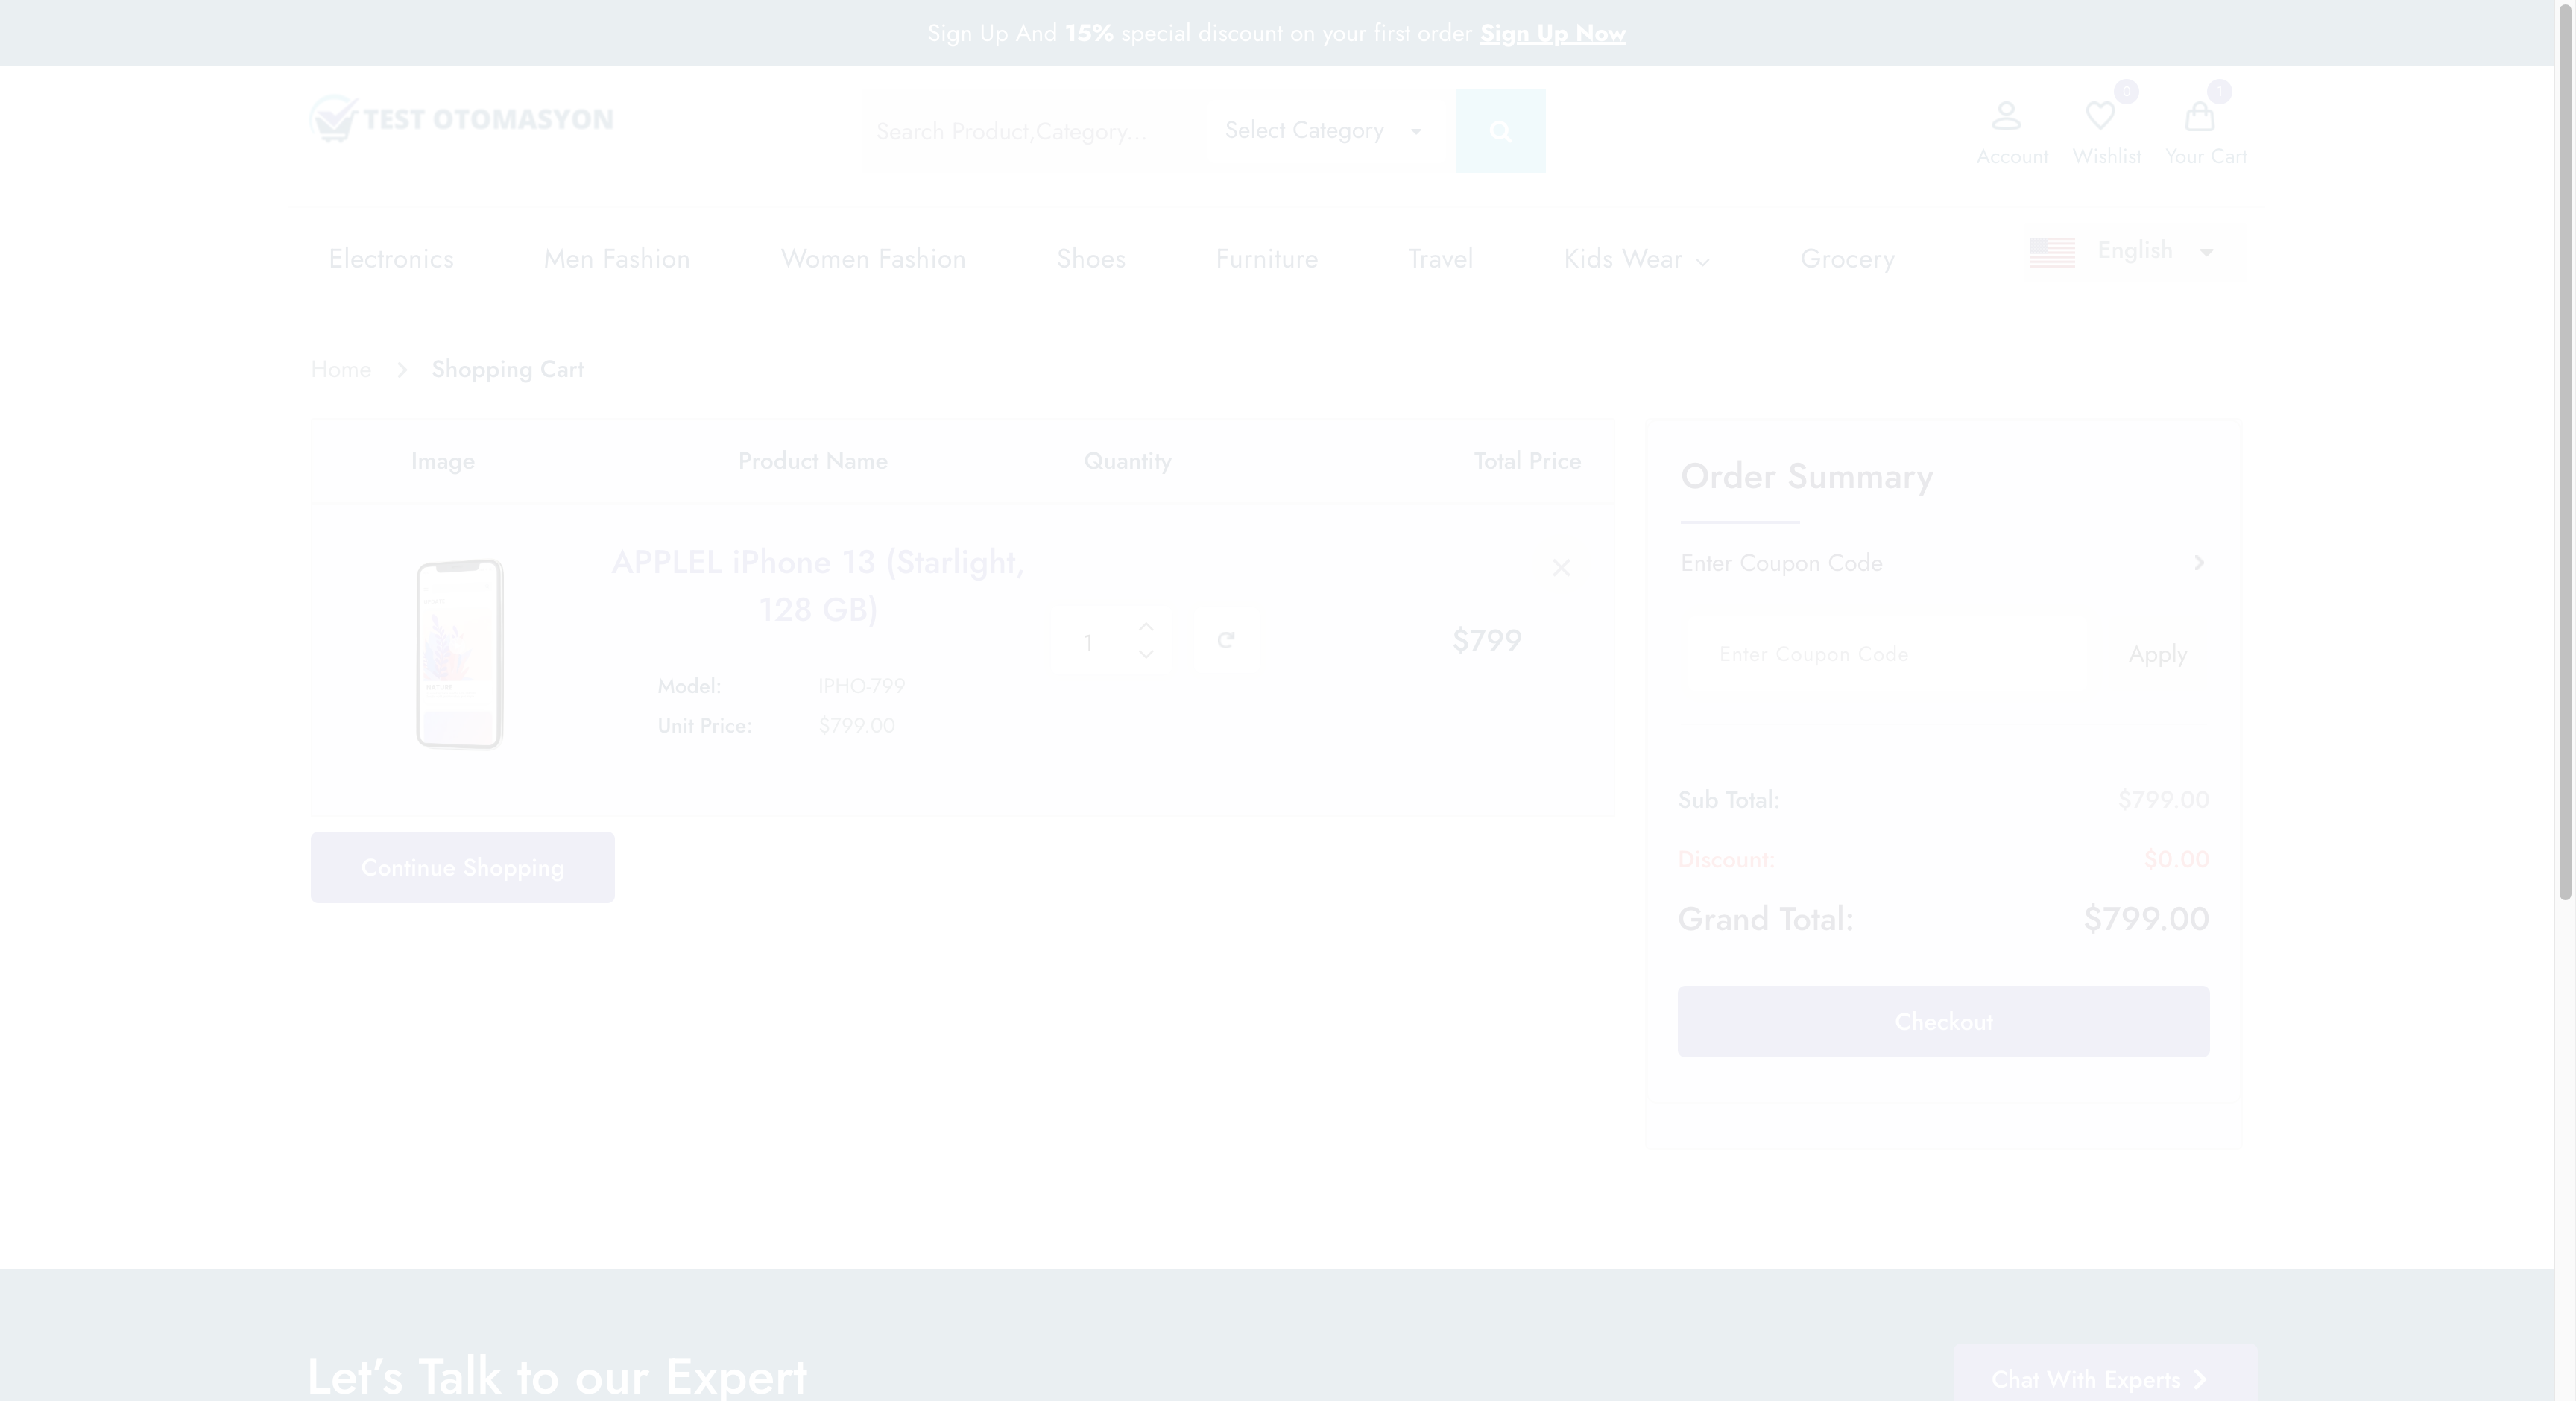 Sign Up And 15% special discount on your first order Sign Up Now
TEST OTOMASYON
Search Product,Category...
Select Category
0
1
Account
Wishlist
Your Cart
Electronics
Men Fashion
Women Fashion
Shoes
Furniture
Travel
Kids Wear
Grocery
English
Home
Shopping Cart
Image
Product Name
Quantity
Total Price
APPLEL iPhone 13 (Starlight,
128 GB)
Model: IPHO-799
Unit Price: $799.00
1
$799
Continue Shopping
Order Summary
Enter Coupon Code
Enter Coupon Code
Apply
Sub Total: $799.00
Discount: $0.00
Grand Total: $799.00
Checkout
Let's Talk to our Expert
Chat With Experts